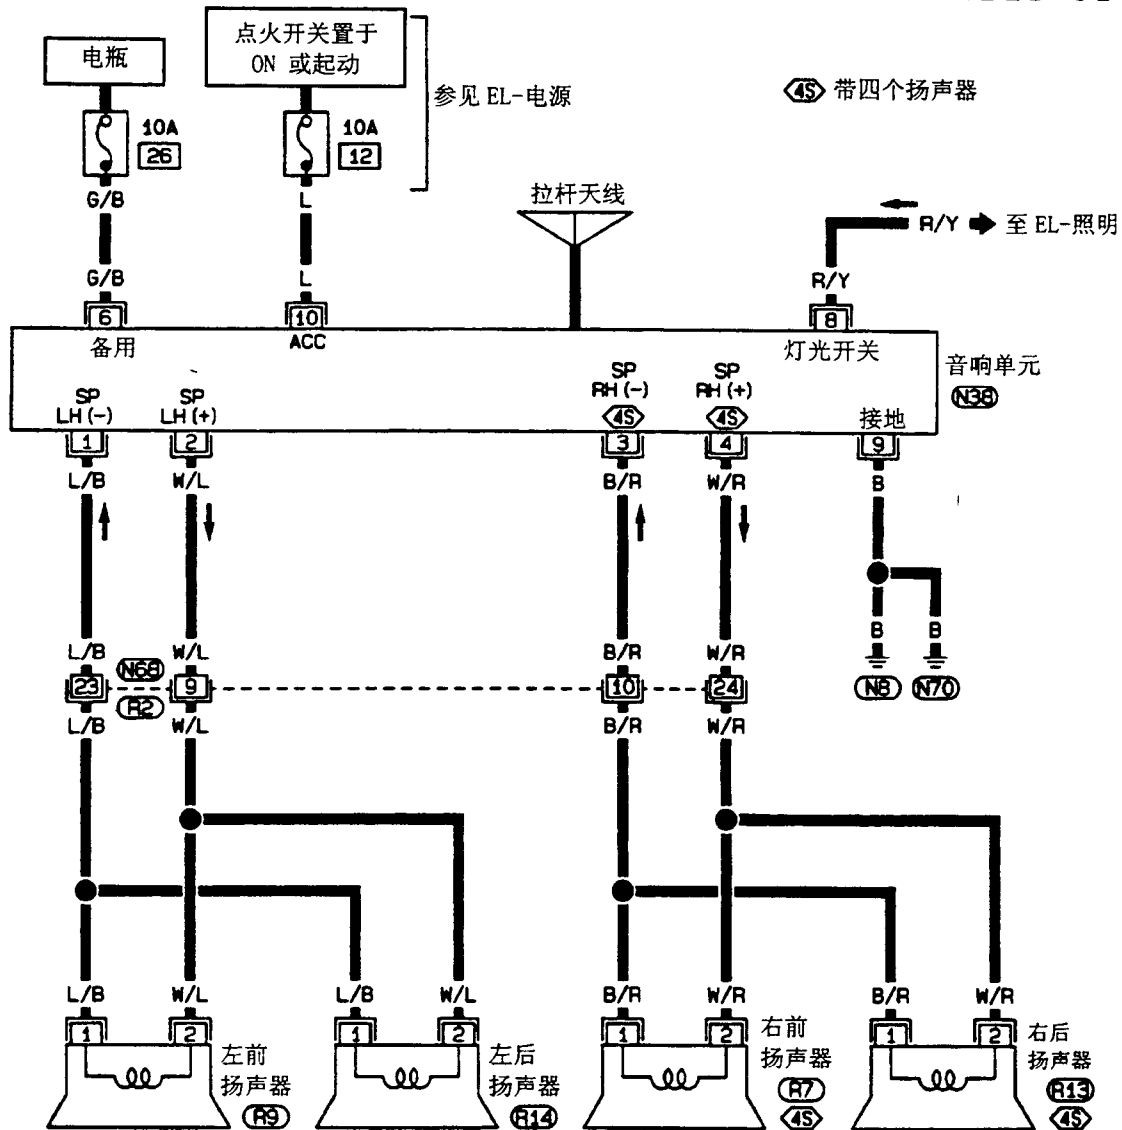 电瓶
点火开关置于
ON 或起动
参见 EL-电源
4S 带四个扬声器
10A
26
10A
12
G/B
L
拉杆天线
R/Y 至 EL-照明
G/B
L
R/Y
6
10
8
备用
ACC
灯光开关
音响单元
N38
SP
LH(-)
SP
LH(+)
SP
RH(-)
4S
SP
RH(+)
4S
接地
1
2
3
4
9
L/B
W/L
B/R
W/R
B
L/B
N68
W/L
B/R
W/R
B
B
23
9
10
24
N8
N70
R2
L/B
W/L
B/R
W/R
L/B
W/L
L/B
W/L
B/R
W/R
B/R
W/R
1
2
1
2
1
2
1
2
左前
扬声器
R9
左后
扬声器
R14
右前
扬声器
R7
4S
右后
扬声器
R13
4S